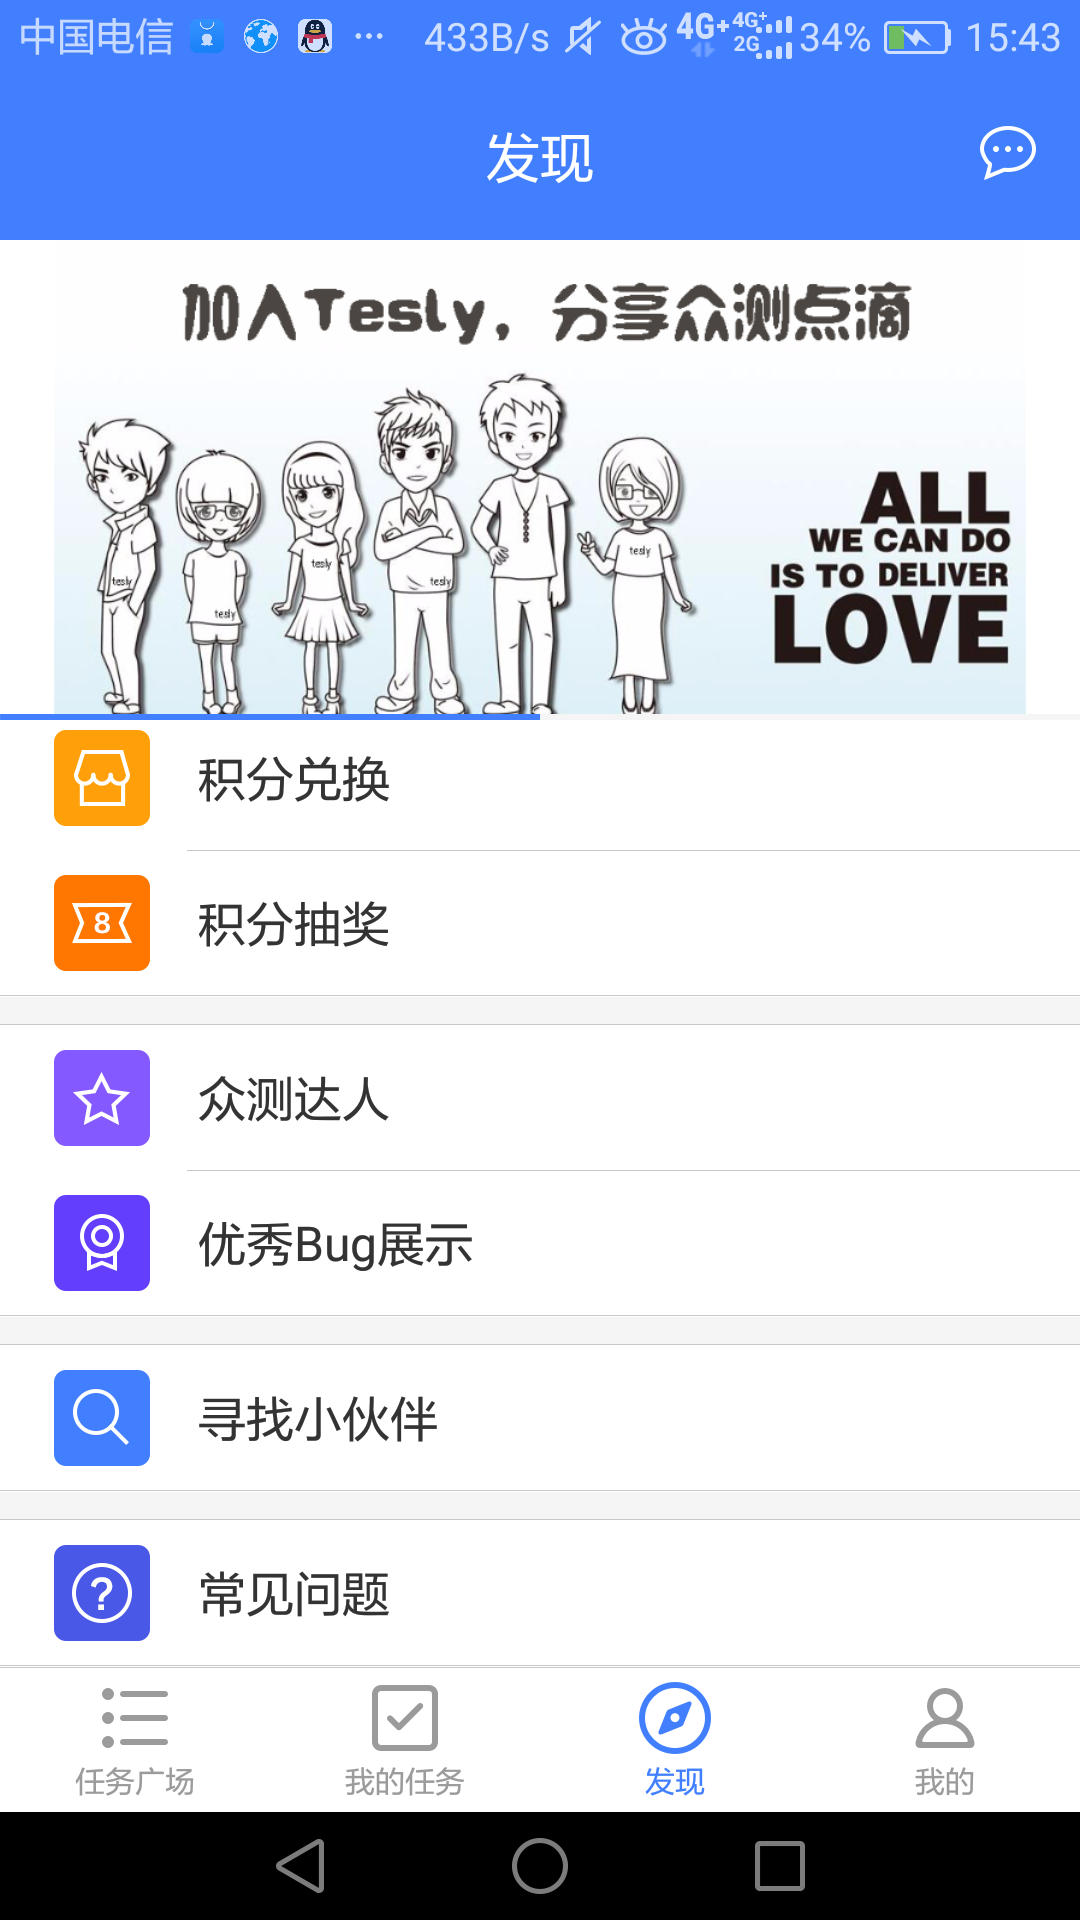 中国电信 ... 433B/s 4G+ 4G+ 2G 34% 15:43
发现
加入Tesly，分享众测点滴
ALL
WE CAN DO
IS TO DELIVER
LOVE
tesly
tesly
tesly
tesly
tesly
积分兑换
8 积分抽奖
众测达人
优秀Bug展示
寻找小伙伴
? 常见问题
任务广场 我的任务 发现 我的